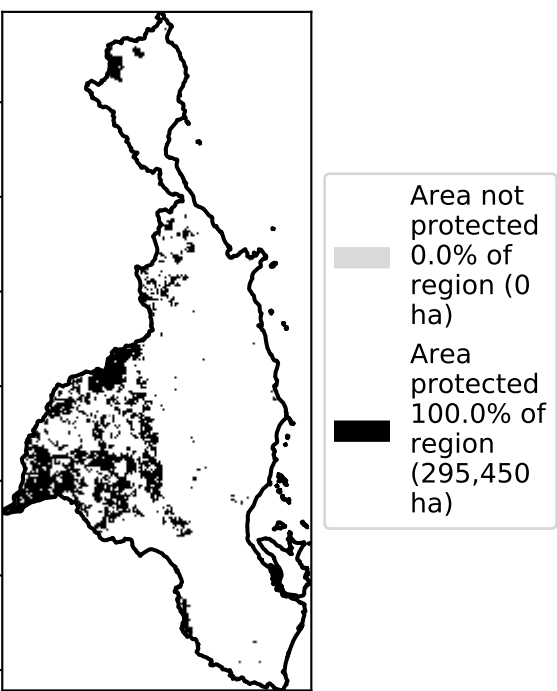 Area not
protected
0.0% of
region (0
ha)
Area
protected
100.0% of
region
(295,450
ha)